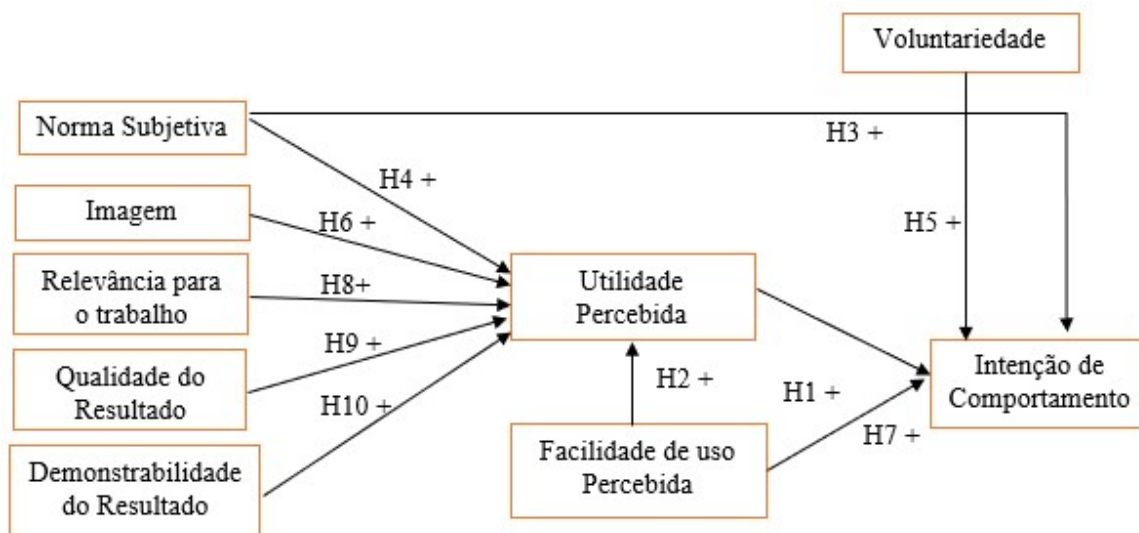 Voluntariedade
Norma Subjetiva
H3 +
H4 +
Imagem
H6 +
H5 +
Relevância para
o trabalho
H8+
Utilidade
Percebida
H9 +
Qualidade do
Resultado
H2 +
Intenção de
Comportamento
H10 +
H1 +
H7 +
Facilidade de uso
Percebida
Demonstrabilidade
do Resultado